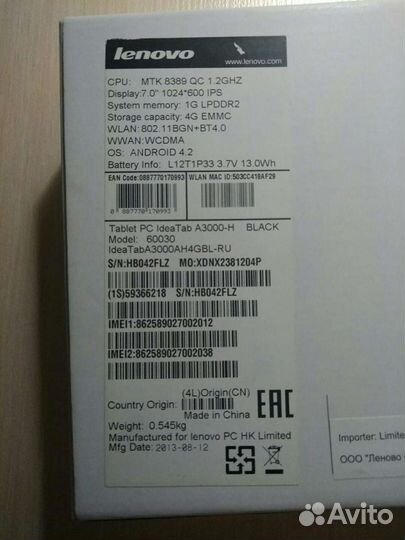 lenovo
www.lenovo.com
CPU: MTK 8389 QC 1.2GHZ
Display:7.0" 1024*600 IPS
System memory: 1G LPDDR2
Storage capacity: 4G EMMC
WLAN: 802.11BGN+BT4.0
WWAN: WCDMA
OS: ANDROID 4.2
Battery Info: L12T1P33 3.7V 13.0Wh
EAN Code:0887770170993
WLAN MAC ID:503CC418AF29
0 887770 170993
Tablet PC IdeaTab A3000-H BLACK
Model: 60030
IdeaTabA3000AH4GBL-RU
S/N:HB042FLZ MO:XDNX2381204P
(1S)59366218 S/N:HB042FLZ
IMEI1:862589027002012
IMEI2:862589027002038
(4L)Origin(CN)
Country Origin:
Made in China
EAC
Weight: 0.545kg
Manufactured for lenovo PC HK Limited
Mfg Date: 2013-08-12
Importer: Limite
ООО "Леново
Avito